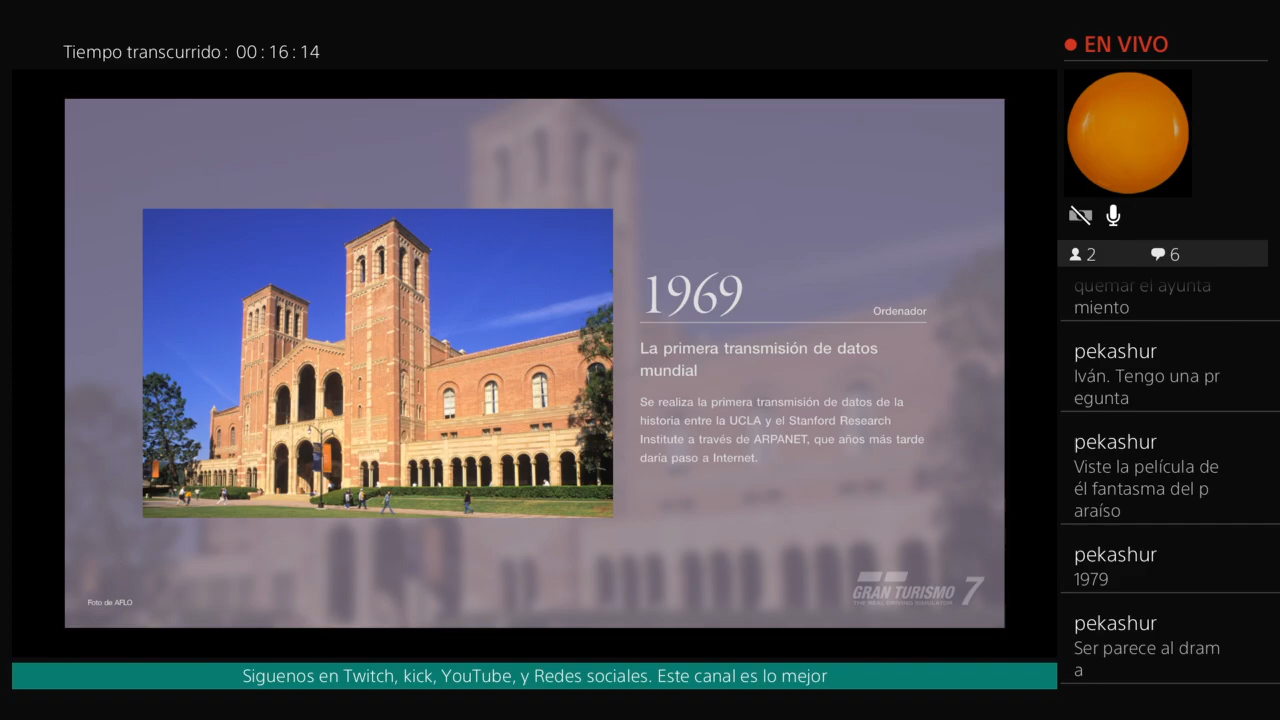 Tiempo transcurrido: 00:16:14
EN VIVO
2
6
1969
Ordenador
La primera transmisión de datos
mundial
Se realiza la primera transmisión de datos de la
historia entre la UCLA y el Stanford Research
Institute a través de ARPANET, que años más tarde
daría paso a Internet.
Foto de AFLO
GRAN TURISMO 7
THE REAL DRIVING SIMULATOR
quemar el ayunta
miento
pekashur
Iván. Tengo una pr
egunta
pekashur
Viste la película de
él fantasma del p
araíso
pekashur
1979
pekashur
Ser parece al dram
a
Siguenos en Twitch, kick, YouTube, y Redes sociales. Este canal es lo mejor